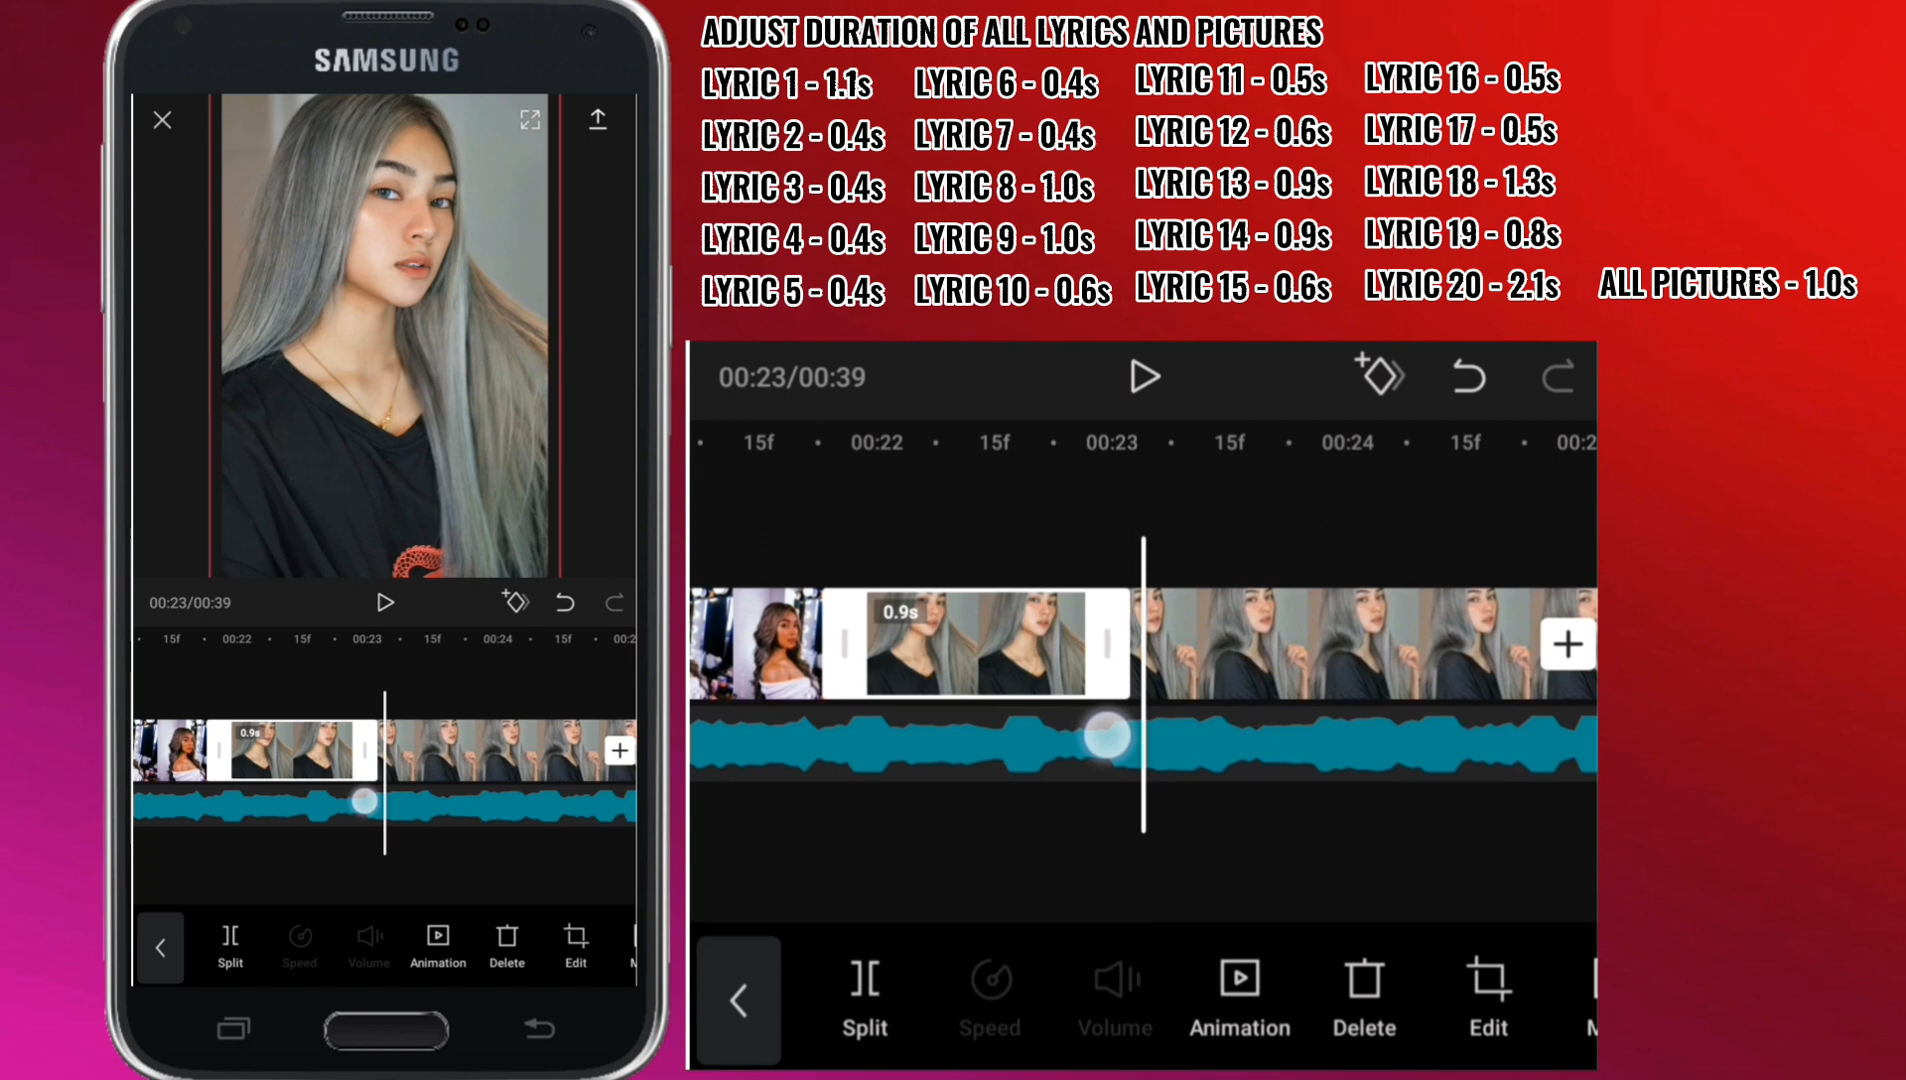 ADJUST DURATION OF ALL LYRICS AND PICTURES
LYRIC 1 - 1.1s
LYRIC 2 - 0.4s
LYRIC 3 - 0.4s
LYRIC 4 - 0.4s
LYRIC 5 - 0.4s
LYRIC 6 - 0.4s
LYRIC 7 - 0.4s
LYRIC 8 - 1.0s
LYRIC 9 - 1.0s
LYRIC 10 - 0.6s
LYRIC 11 - 0.5s
LYRIC 12 - 0.6s
LYRIC 13 - 0.9s
LYRIC 14 - 0.9s
LYRIC 15 - 0.6s
LYRIC 16 - 0.5s
LYRIC 17 - 0.5s
LYRIC 18 - 1.3s
LYRIC 19 - 0.8s
LYRIC 20 - 2.1s
ALL PICTURES - 1.0s
SAMSUNG
00:23/00:39
15f 00:22 15f 00:23 15f 00:24 15f 00:2
0.9s
Split Speed Volume Animation Delete Edit M
00:23/00:39
15f 00:22 15f 00:23 15f 00:24 15f 00:2
0.9s
Split Speed Volume Animation Delete Edit M